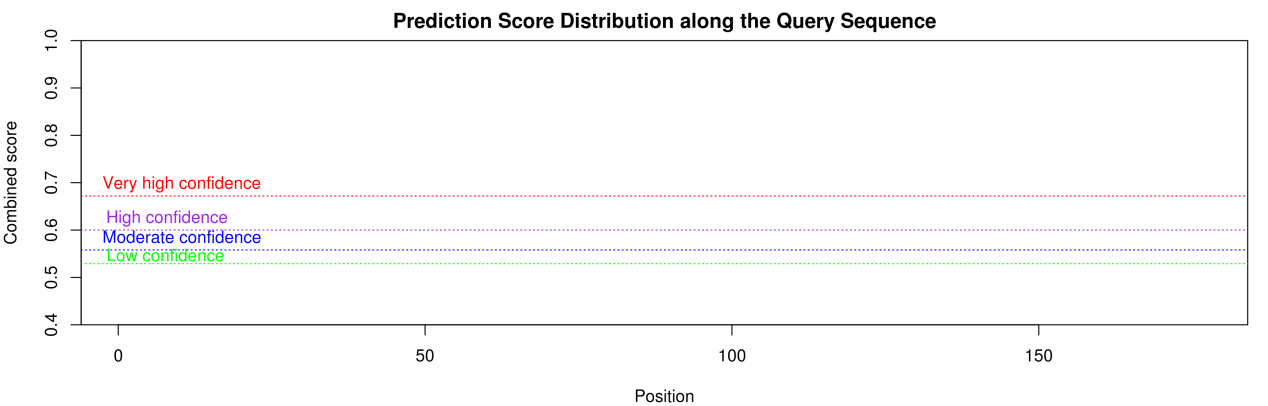 Prediction Score Distribution along the Query Sequence
Combined score
1.0
0.9
0.8
0.7
0.6
0.5
0.4
Very high confidence
High confidence
Moderate confidence
Low confidence
0 50 100 150
Position